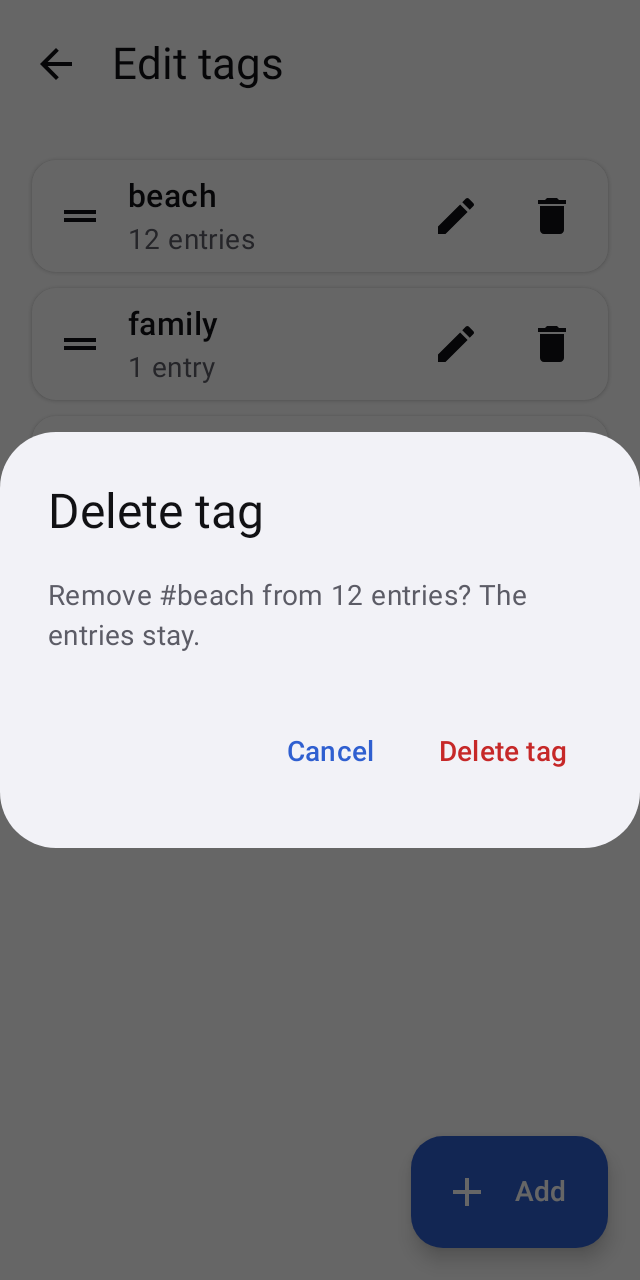 Edit tags
beach
12 entries
family
1 entry
Delete tag
Remove #beach from 12 entries? The
entries stay.
Cancel
Delete tag
Add